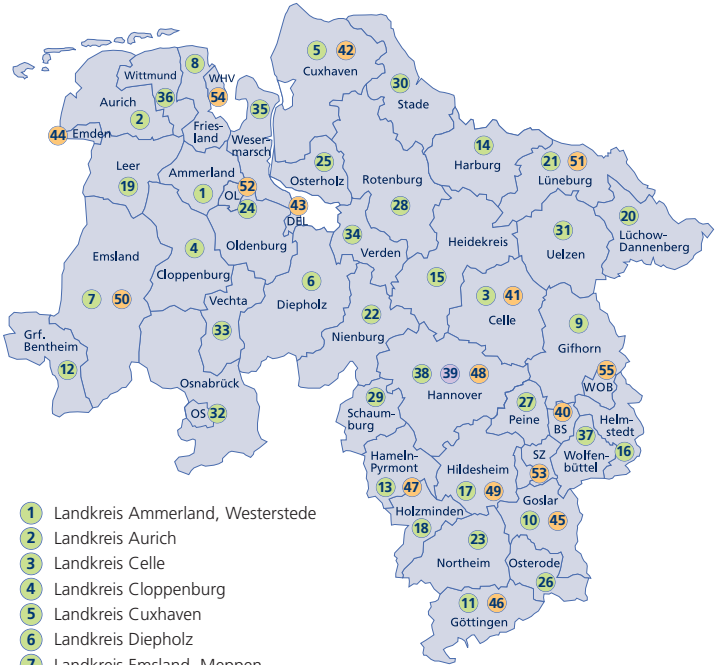 8
5 42
Cuxhaven
WHV
Wittmund
36
54
30
Stade
35
Aurich
2
Fries-
land
44 Emden
Weser-
marsch
14
Harburg
21 51
Lüneburg
25
Osterholz
Leer
19
Ammerland
1
52
OL
24
Rotenburg
28
43
DEL
20
Lüchow-
Dannenberg
31
Uelzen
34
Verden
Heidekreis
Oldenburg
4
Cloppenburg
Emsland
7 50
6
Diepholz
15
3 41
Celle
Vechta
33
22
Nienburg
9
Gifhorn
Grf.
Bentheim
12
38 39 48
Hannover
55
WOB
Osnabrück
OS 32
29
Schaum-
burg
27
Peine
40
BS
Helm-
stedt
37
16
Wolfen-
büttel
SZ
53
Hameln-
Pyrmont
13 47
Hildesheim
17 49
Goslar
10 45
Holzminden
18
23
Northeim
Osterode
26
11 46
Göttingen
1 Landkreis Ammerland, Westerstede
2 Landkreis Aurich
3 Landkreis Celle
4 Landkreis Cloppenburg
5 Landkreis Cuxhaven
6 Landkreis Diepholz
7 Landkreis Emsland, Meppen